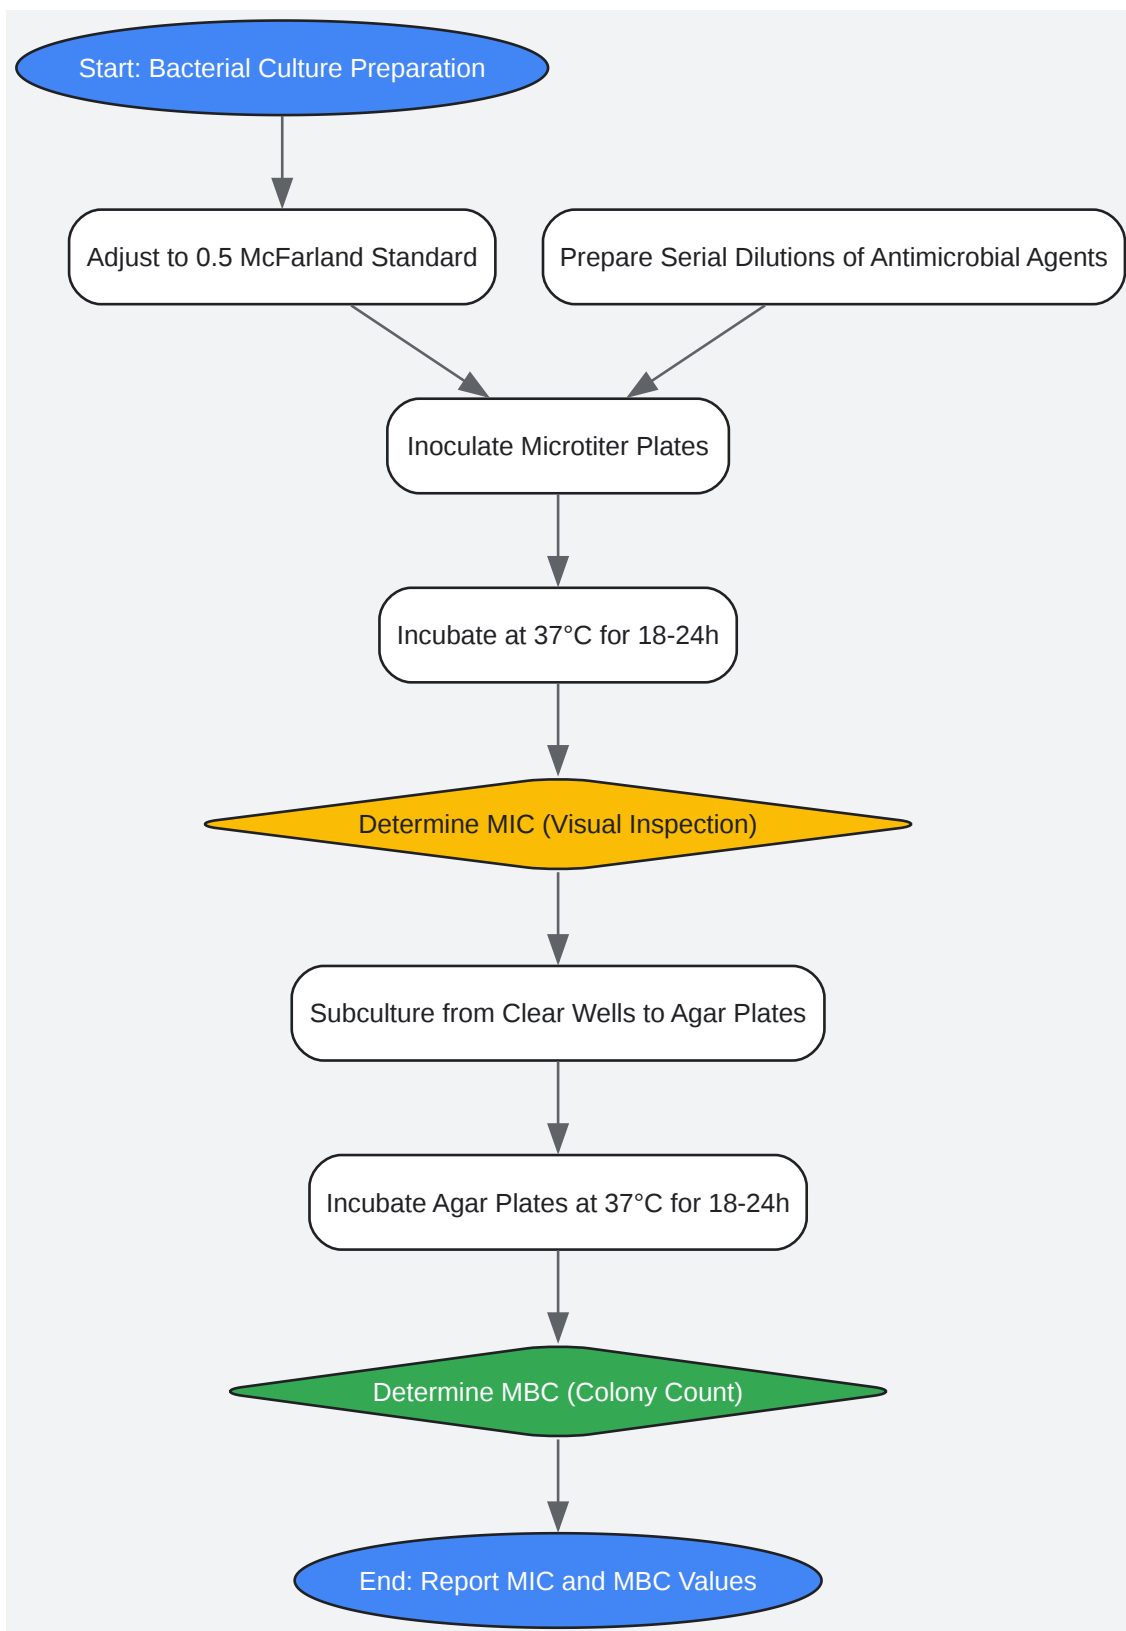 Start: Bacterial Culture Preparation
Adjust to 0.5 McFarland Standard
Prepare Serial Dilutions of Antimicrobial Agents
Inoculate Microtiter Plates
Incubate at 37°C for 18-24h
Determine MIC (Visual Inspection)
Subculture from Clear Wells to Agar Plates
Incubate Agar Plates at 37°C for 18-24h
Determine MBC (Colony Count)
End: Report MIC and MBC Values